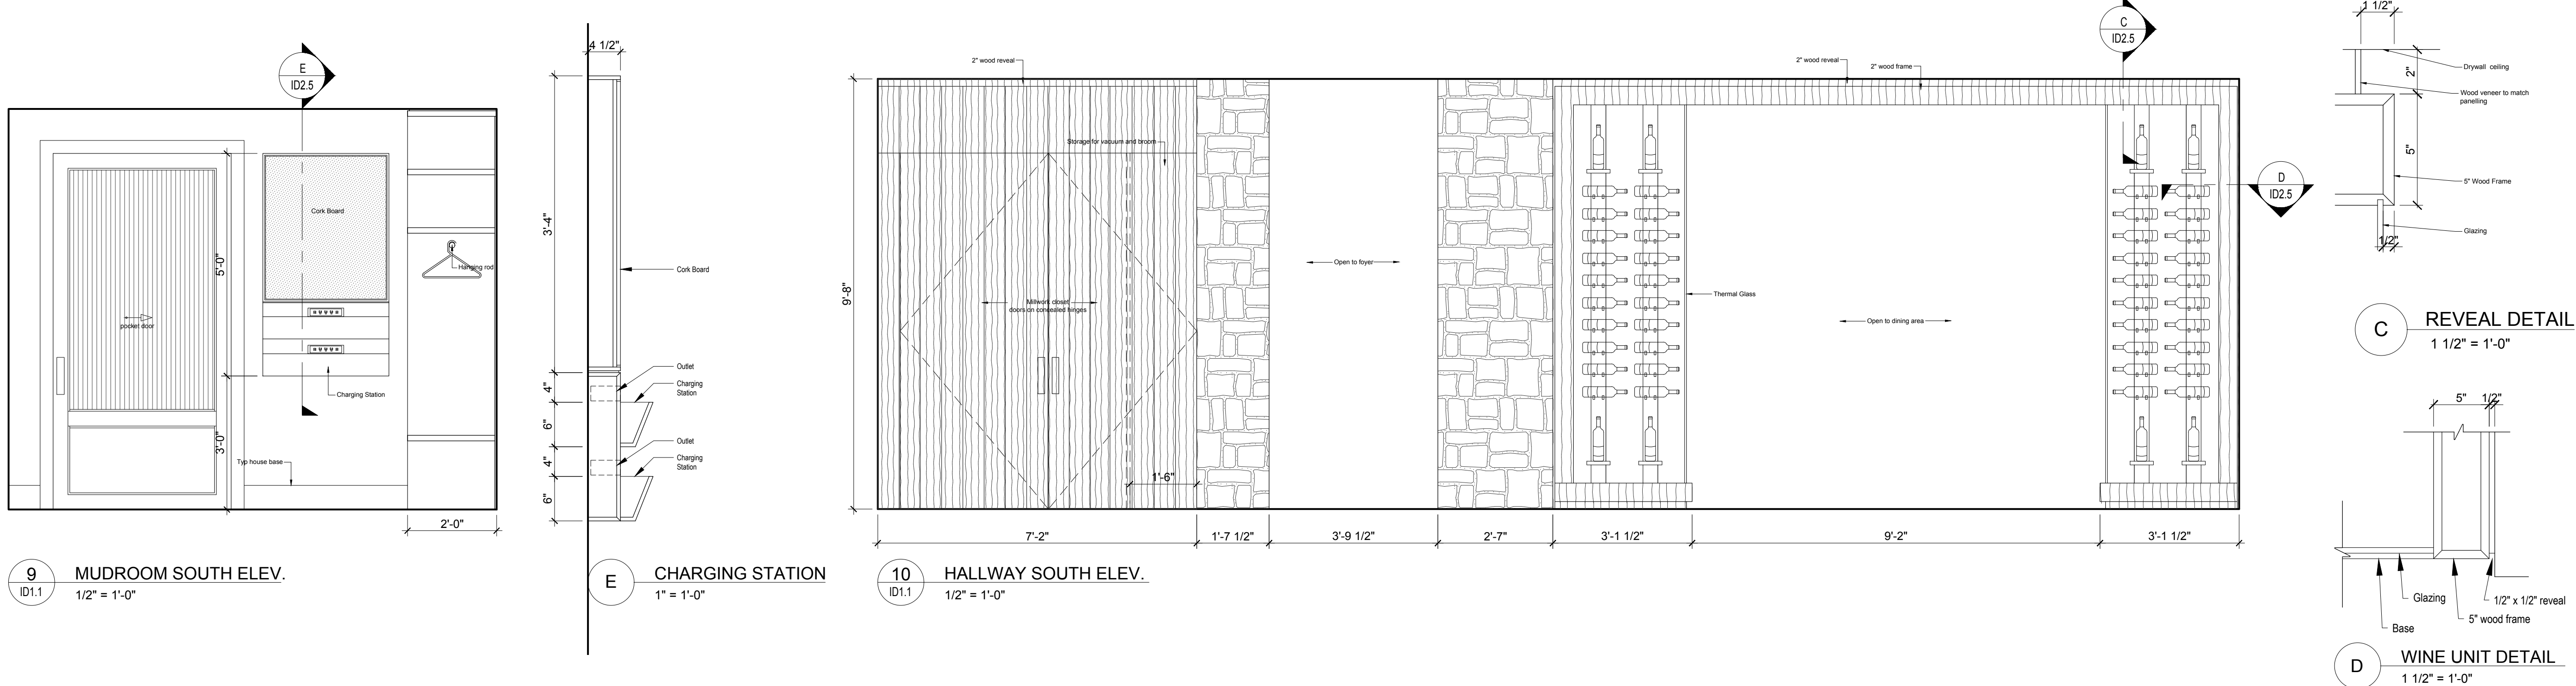 E
ID2.5
Cork Board
5'-0"
Hanging rod
pocket door
Charging Station
3'-0"
Typ house base
2'-0"
9
ID1.1
MUDROOM SOUTH ELEV.
1/2" = 1'-0"
4 1/2"
3'-4"
Cork Board
4"
Outlet
Charging
Station
6"
4"
Outlet
Charging
Station
6"
E
CHARGING STATION
1" = 1'-0"
C
ID2.5
2" wood reveal
2" wood reveal
2" wood frame
Storage for vacuum and broom
D
ID2.5
9'-8"
Open to foyer
Thermal Glass
Millwork closet
doors on concealed hinges
Open to dining area
1'-6"
7'-2"
1'-7 1/2"
3'-9 1/2"
2'-7"
3'-1 1/2"
9'-2"
3'-1 1/2"
10
ID1.1
HALLWAY SOUTH ELEV.
1/2" = 1'-0"
1 1/2"
Drywall ceiling
2"
Wood veneer to match
panelling
5"
5" Wood Frame
Glazing
1/2"
C
REVEAL DETAIL
1 1/2" = 1'-0"
5"
1/2"
Glazing
1/2" x 1/2" reveal
5" wood frame
Base
D
WINE UNIT DETAIL
1 1/2" = 1'-0"